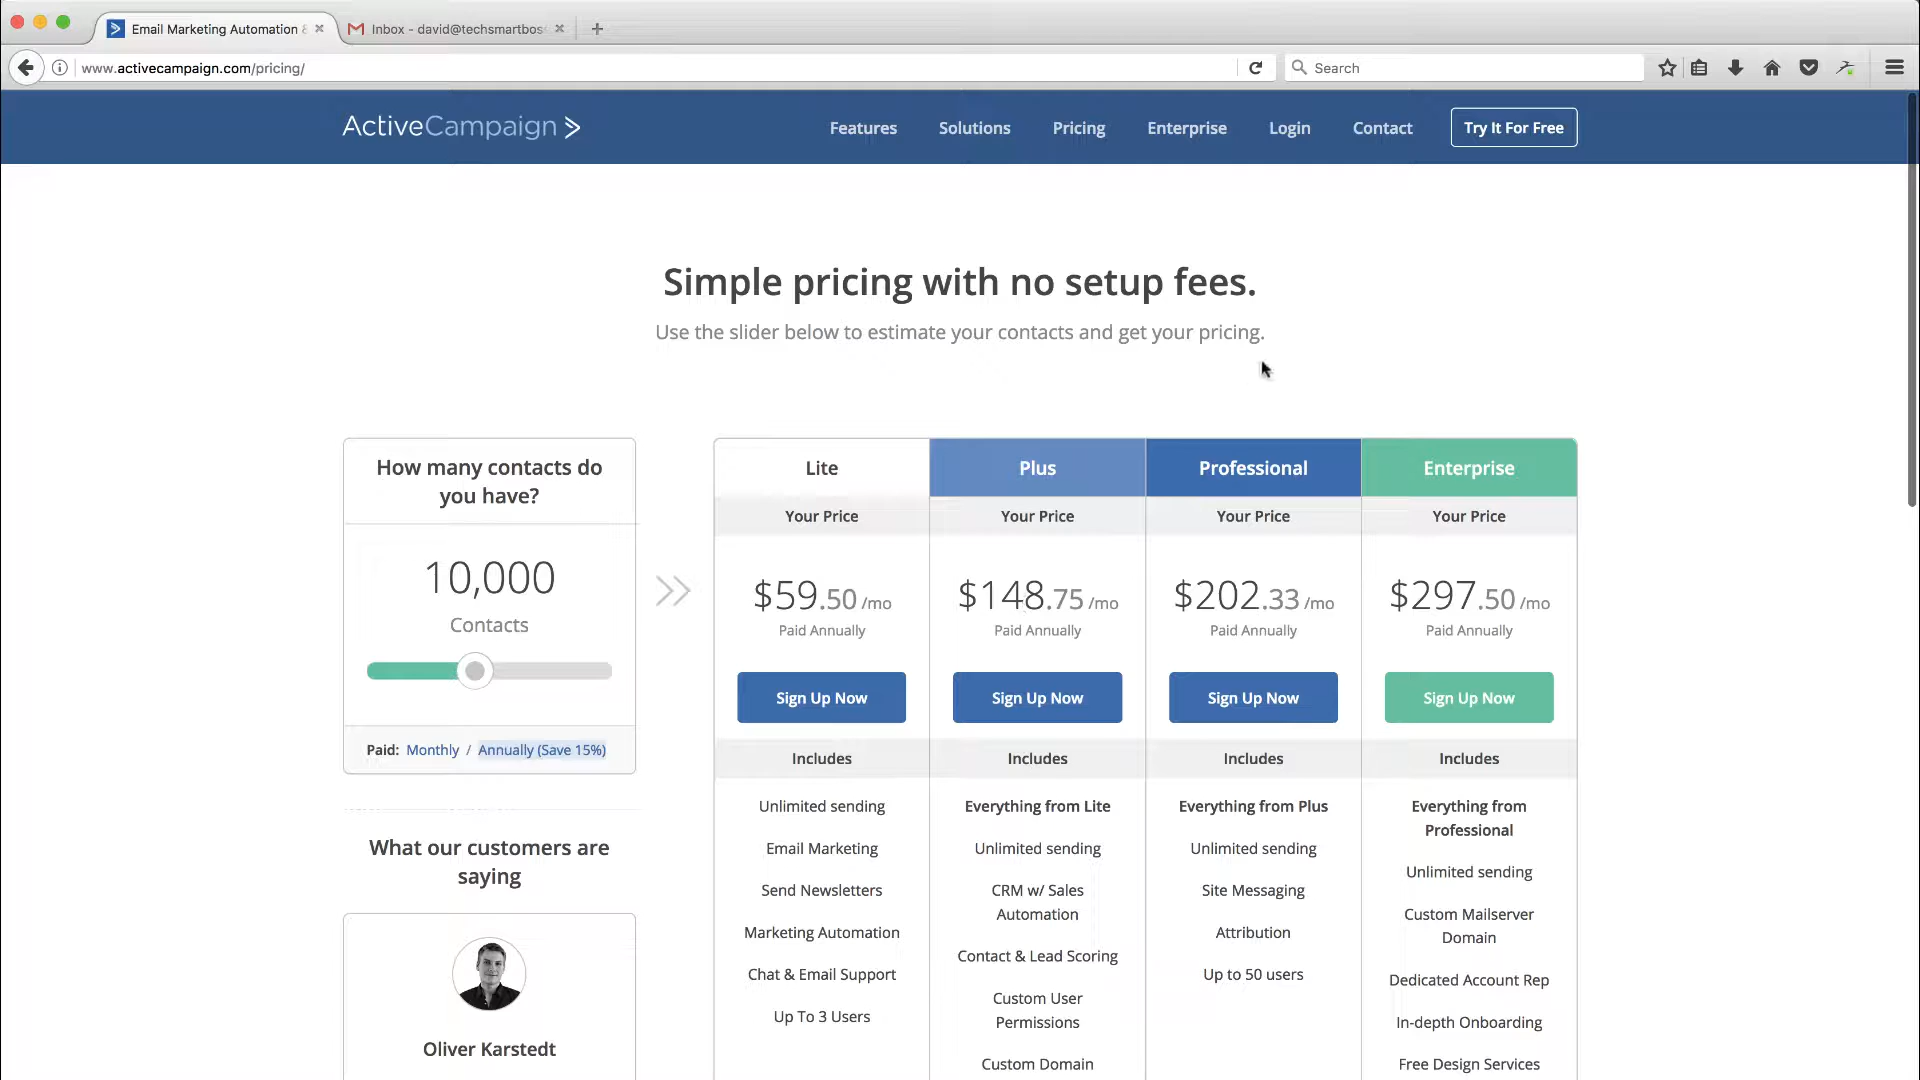 Email Marketing Automation &
Inbox - david@techsmartbos
www.activecampaign.com/pricing/
Search
ActiveCampaign >
Features
Solutions
Pricing
Enterprise
Login
Contact
Try It For Free
Simple pricing with no setup fees.
Use the slider below to estimate your contacts and get your pricing.
How many contacts do
you have?
10,000
Contacts
Paid: Monthly / Annually (Save 15%)
What our customers are
saying
Oliver Karstedt
Lite
Your Price
$59.50 /mo
Paid Annually
Sign Up Now
Includes
Unlimited sending
Email Marketing
Send Newsletters
Marketing Automation
Chat & Email Support
Up To 3 Users
Plus
Your Price
$148.75 /mo
Paid Annually
Sign Up Now
Includes
Everything from Lite
Unlimited sending
CRM w/ Sales
Automation
Contact & Lead Scoring
Custom User
Permissions
Custom Domain
Professional
Your Price
$202.33 /mo
Paid Annually
Sign Up Now
Includes
Everything from Plus
Unlimited sending
Site Messaging
Attribution
Up to 50 users
Enterprise
Your Price
$297.50 /mo
Paid Annually
Sign Up Now
Includes
Everything from
Professional
Unlimited sending
Custom Mailserver
Domain
Dedicated Account Rep
In-depth Onboarding
Free Design Services